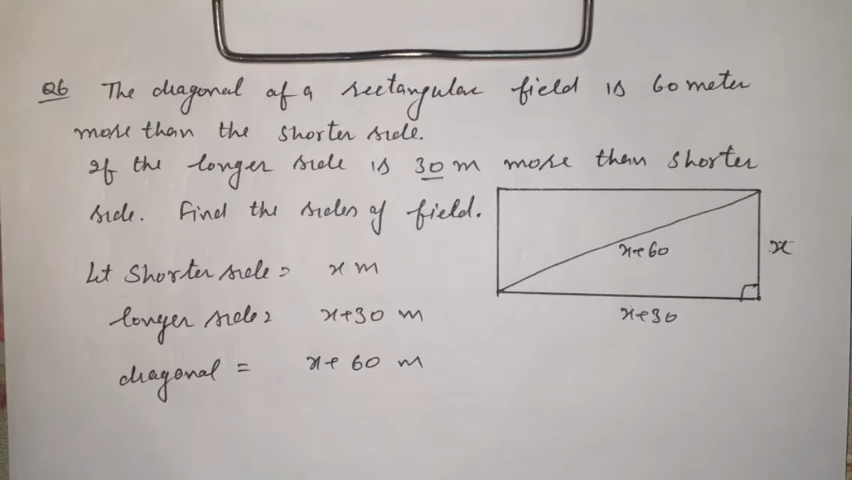 Q6 The diagonal of a rectangular field is 60 meter
more than the shorter side.
If the longer side is 30 m more than shorter
side. Find the sides of field.
x+60
x
x+30
Let shorter side = x m
longer side = x+30 m
diagonal = x+60 m